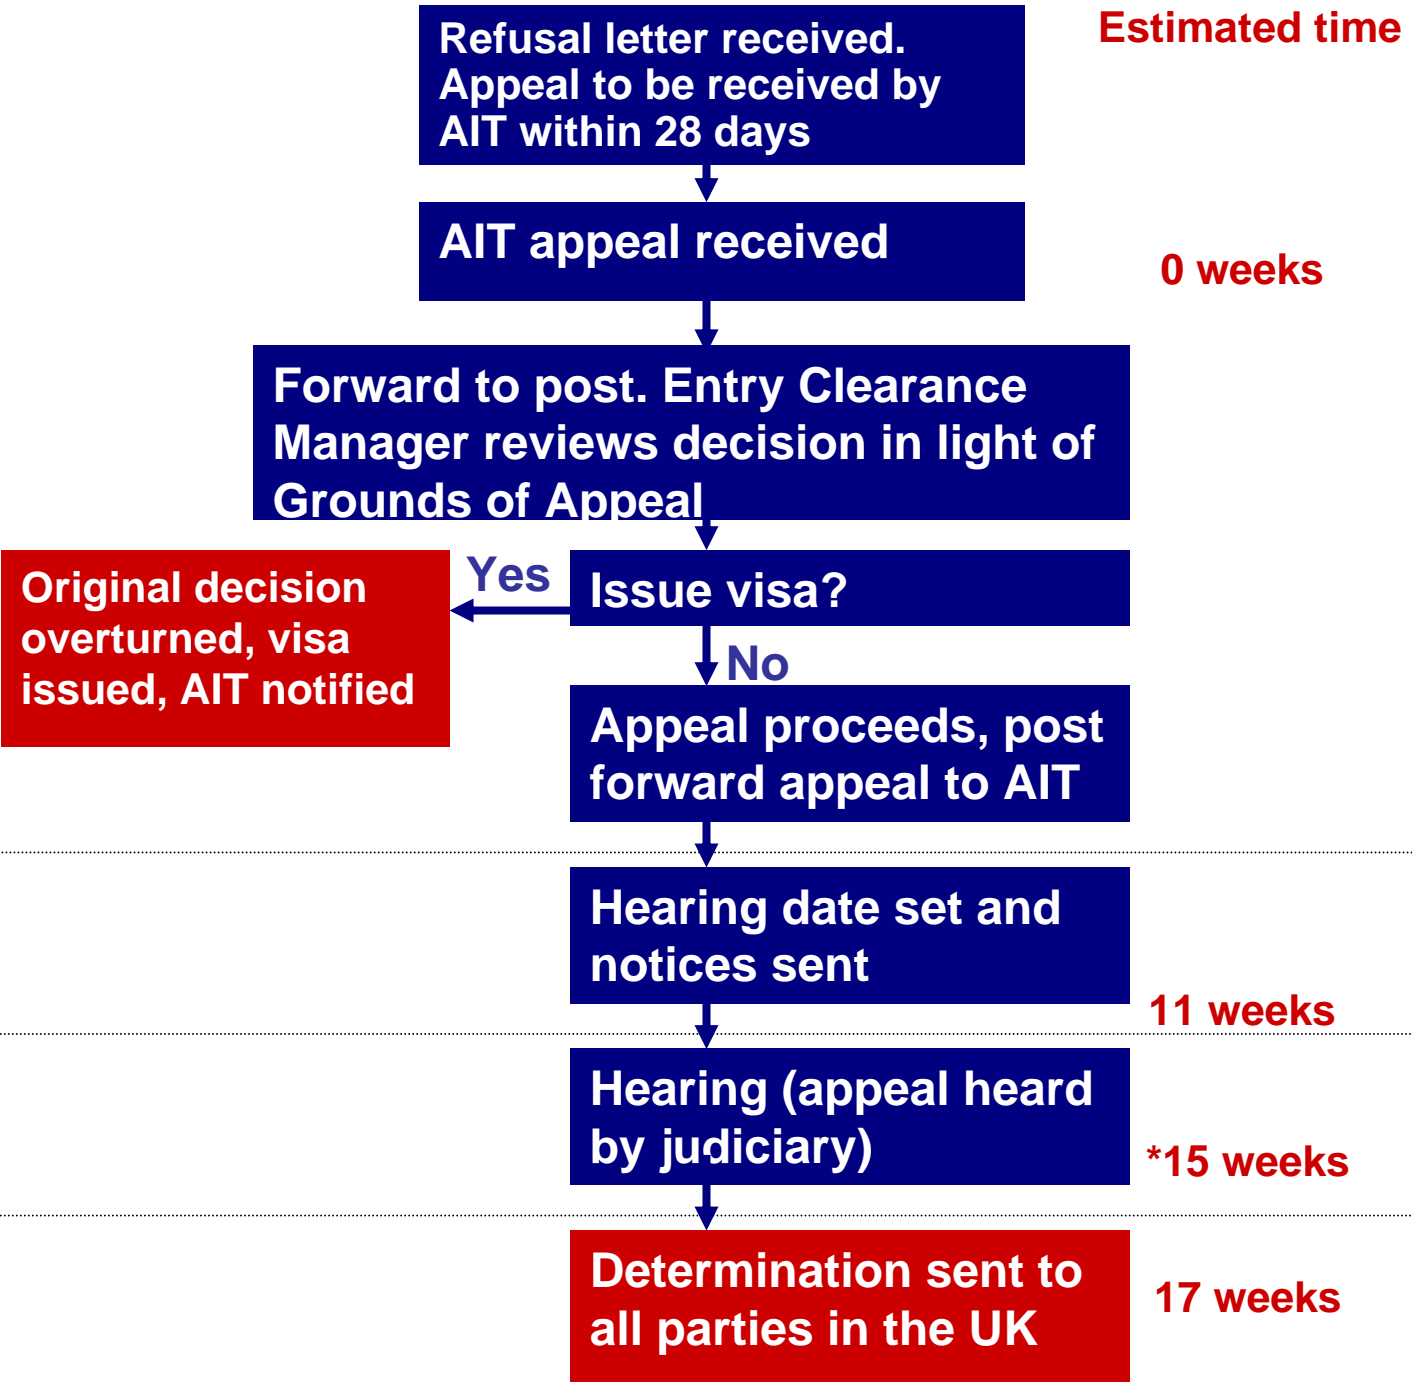 Estimated time
Refusal letter received.
Appeal to be received by
AIT within 28 days
AIT appeal received
0 weeks
Forward to post. Entry Clearance
Manager reviews decision in light of
Grounds of Appeal
Yes
Issue visa?
Original decision
overturned, visa
issued, AIT notified
No
Appeal proceeds, post
forward appeal to AIT
Hearing date set and
notices sent
11 weeks
Hearing (appeal heard
by judiciary)
*15 weeks
Determination sent to
all parties in the UK
17 weeks